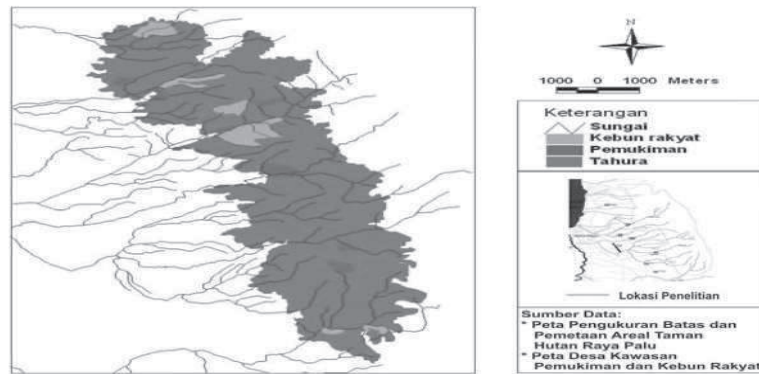 N
1000 0 1000 Meters
Keterangan
Sungai
Kebun rakyat
Pemukiman
Tahura
Lokasi Penelitian
Sumber Data:
* Peta Pengukuran Batas dan
Pemetaan Areal Taman
Hutan Raya Palu
* Peta Desa Kawasan
Pemukiman dan Kebun Rakyat